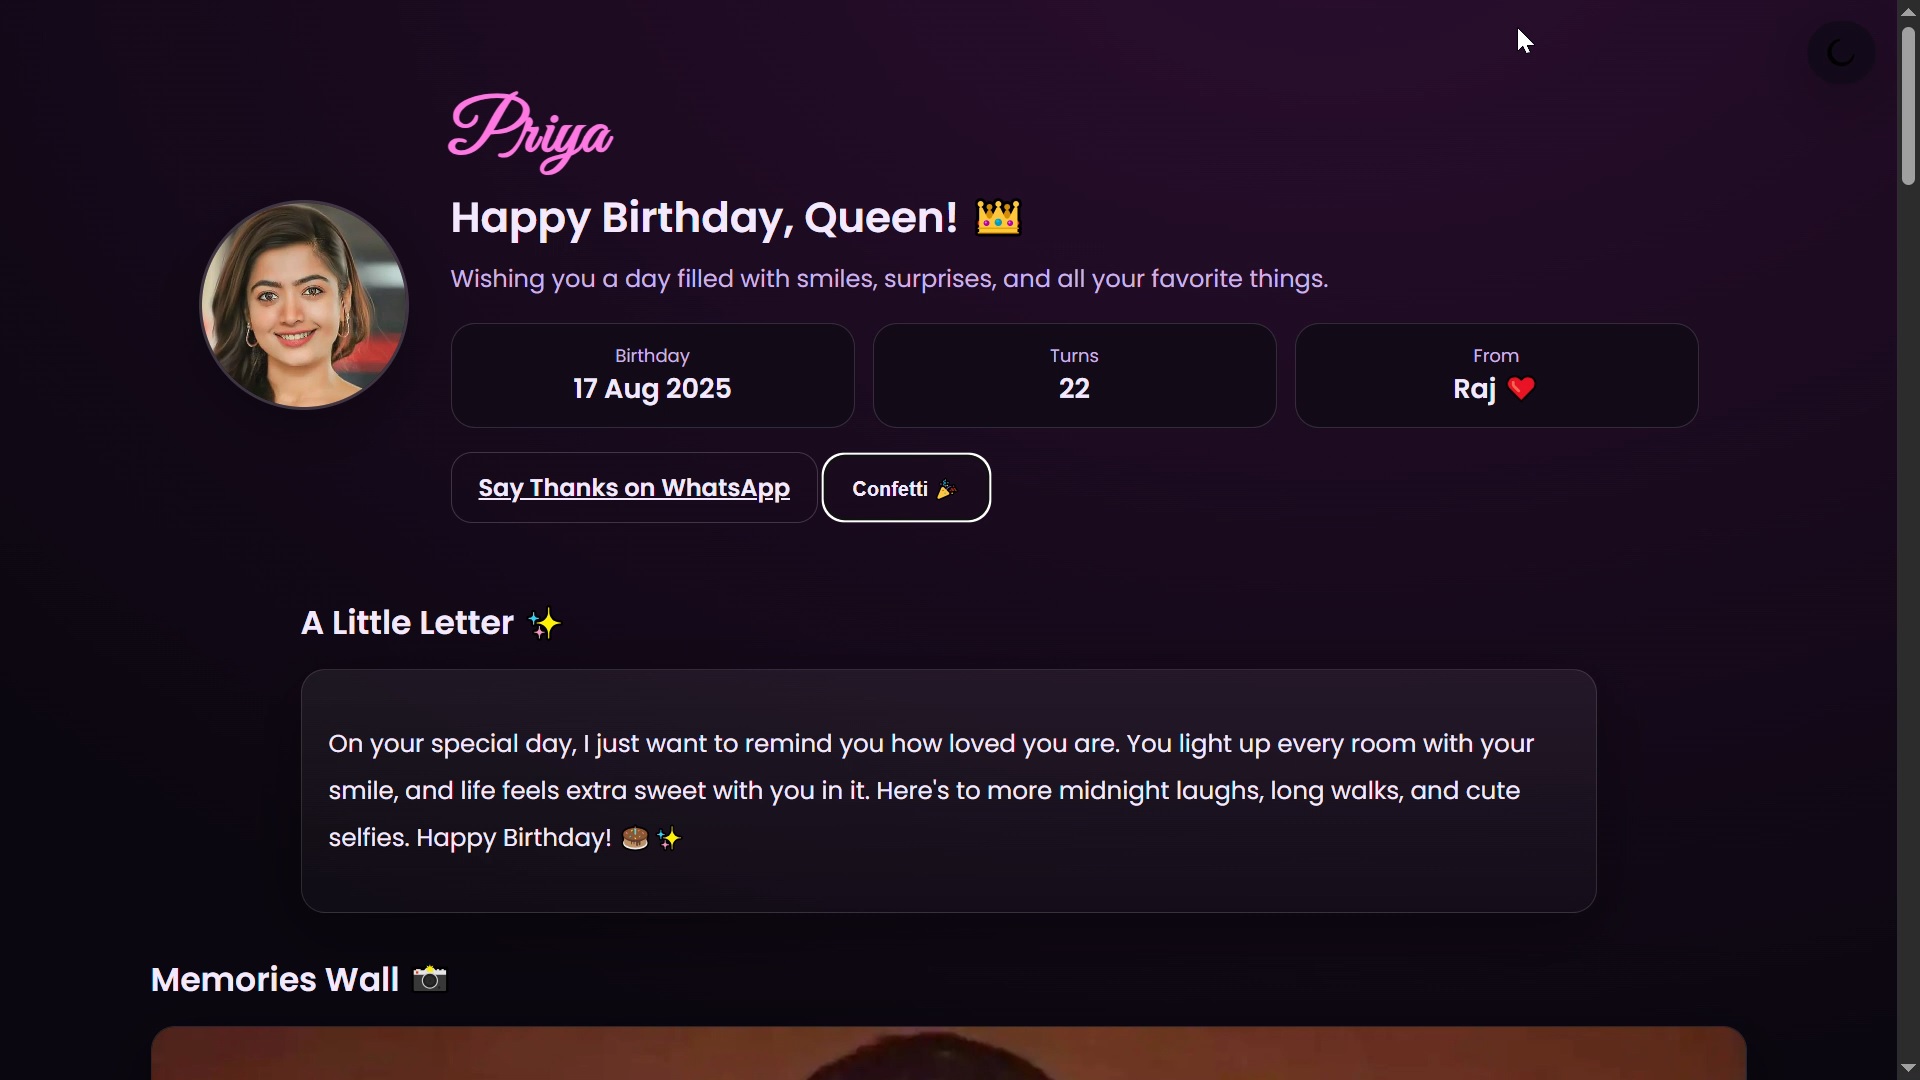 Priya
Happy Birthday, Queen! 👑
Wishing you a day filled with smiles, surprises, and all your favorite things.
Birthday
17 Aug 2025
Turns
22
From
Raj ❤️
Say Thanks on WhatsApp
Confetti 🎉
A Little Letter ✨
On your special day, I just want to remind you how loved you are. You light up every room with your
smile, and life feels extra sweet with you in it. Here's to more midnight laughs, long walks, and cute
selfies. Happy Birthday! 🎂 ✨
Memories Wall 📸